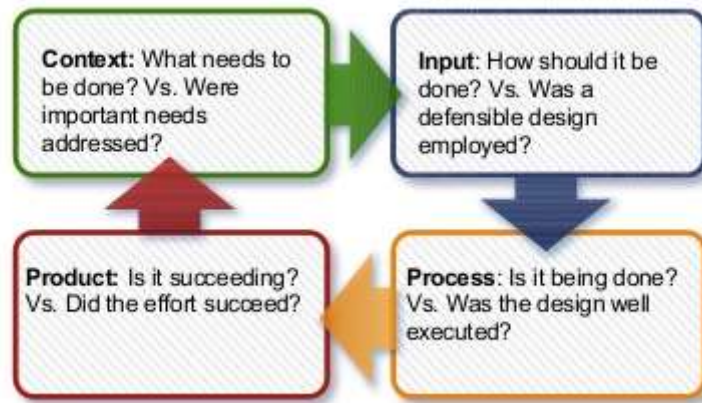 Context: What needs to
be done? Vs. Were
important needs
addressed?
Input: How should it be
done? Vs. Was a
defensible design
employed?
Process: Is it being done?
Vs. Was the design well
executed?
Product: Is it succeeding?
Vs. Did the effort succeed?